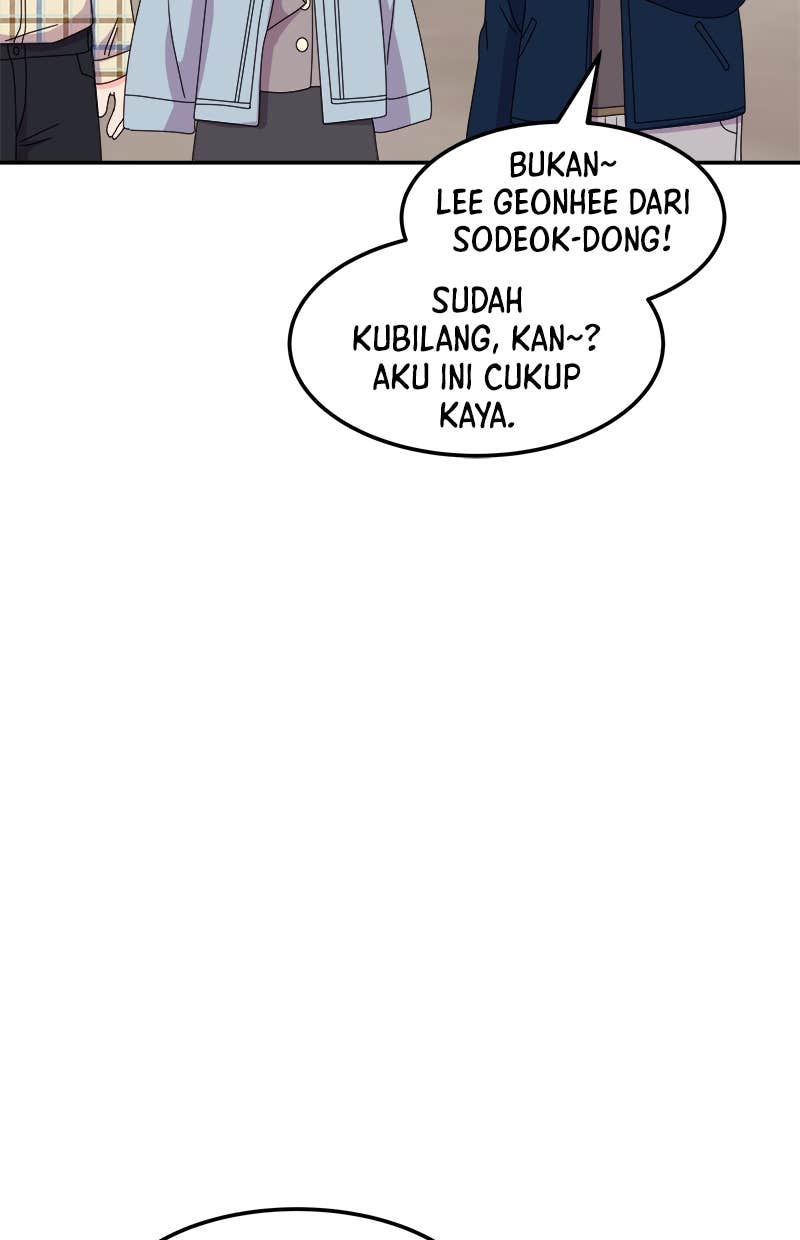 BUKAN~
LEE GEONHEE DARI
SODEOK-DONG!
SUDAH
KUBILANG, KAN~?
AKU INI CUKUP
KAYA.